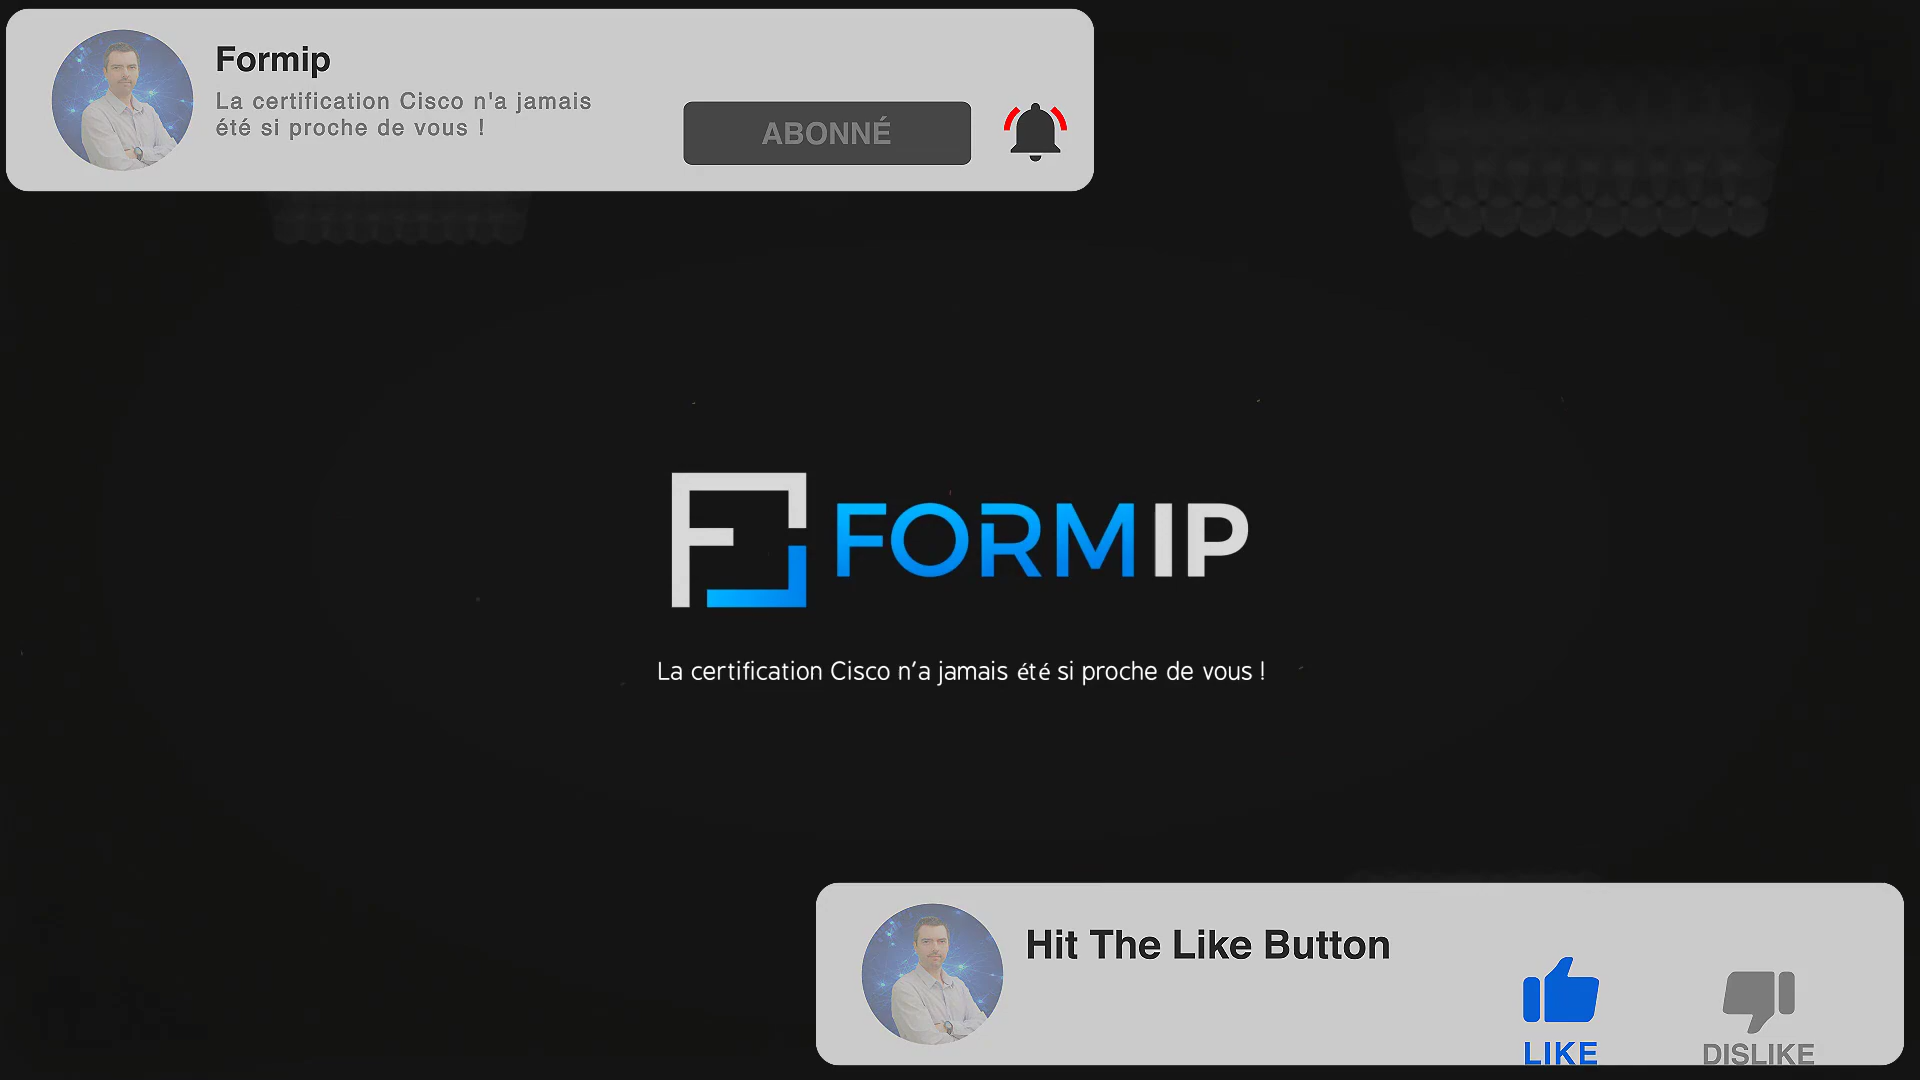 Formip
La certification Cisco n'a jamais
été si proche de vous !
ABONNÉ
FORMIP
La certification Cisco n’a jamais été si proche de vous !
Hit The Like Button
LIKE
DISLIKE